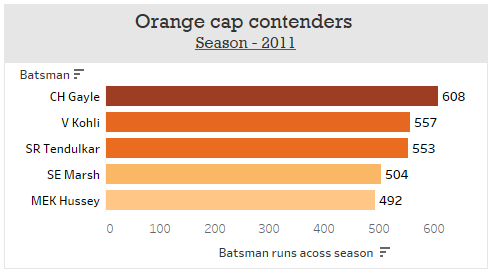 Orange cap contenders
Season - 2011
Batsman
CH Gayle 608
V Kohli 557
SR Tendulkar 553
SE Marsh 504
MEK Hussey 492
0 100 200 300 400 500 600
Batsman runs acoss season